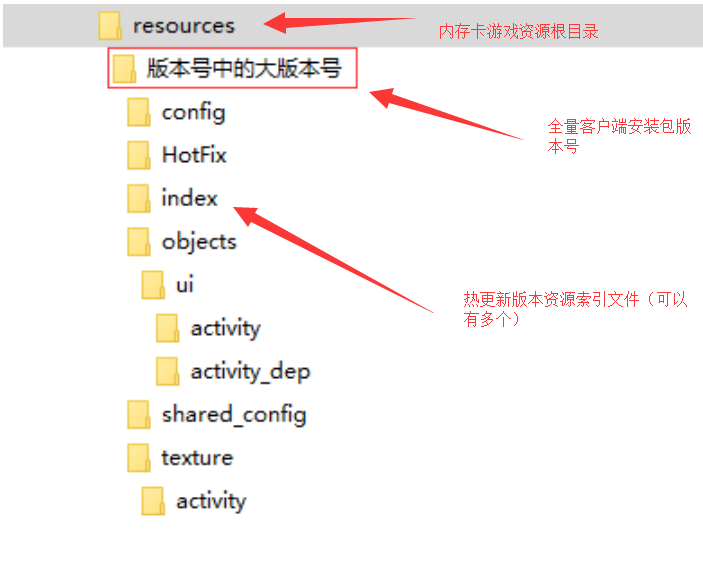 resources
内存卡游戏资源根目录
版本号中的大版本号
config
全量客户端安装包版
本号
HotFix
index
objects
ui
热更新版本资源索引文件（可以
有多个）
activity
activity_dep
shared_config
texture
activity